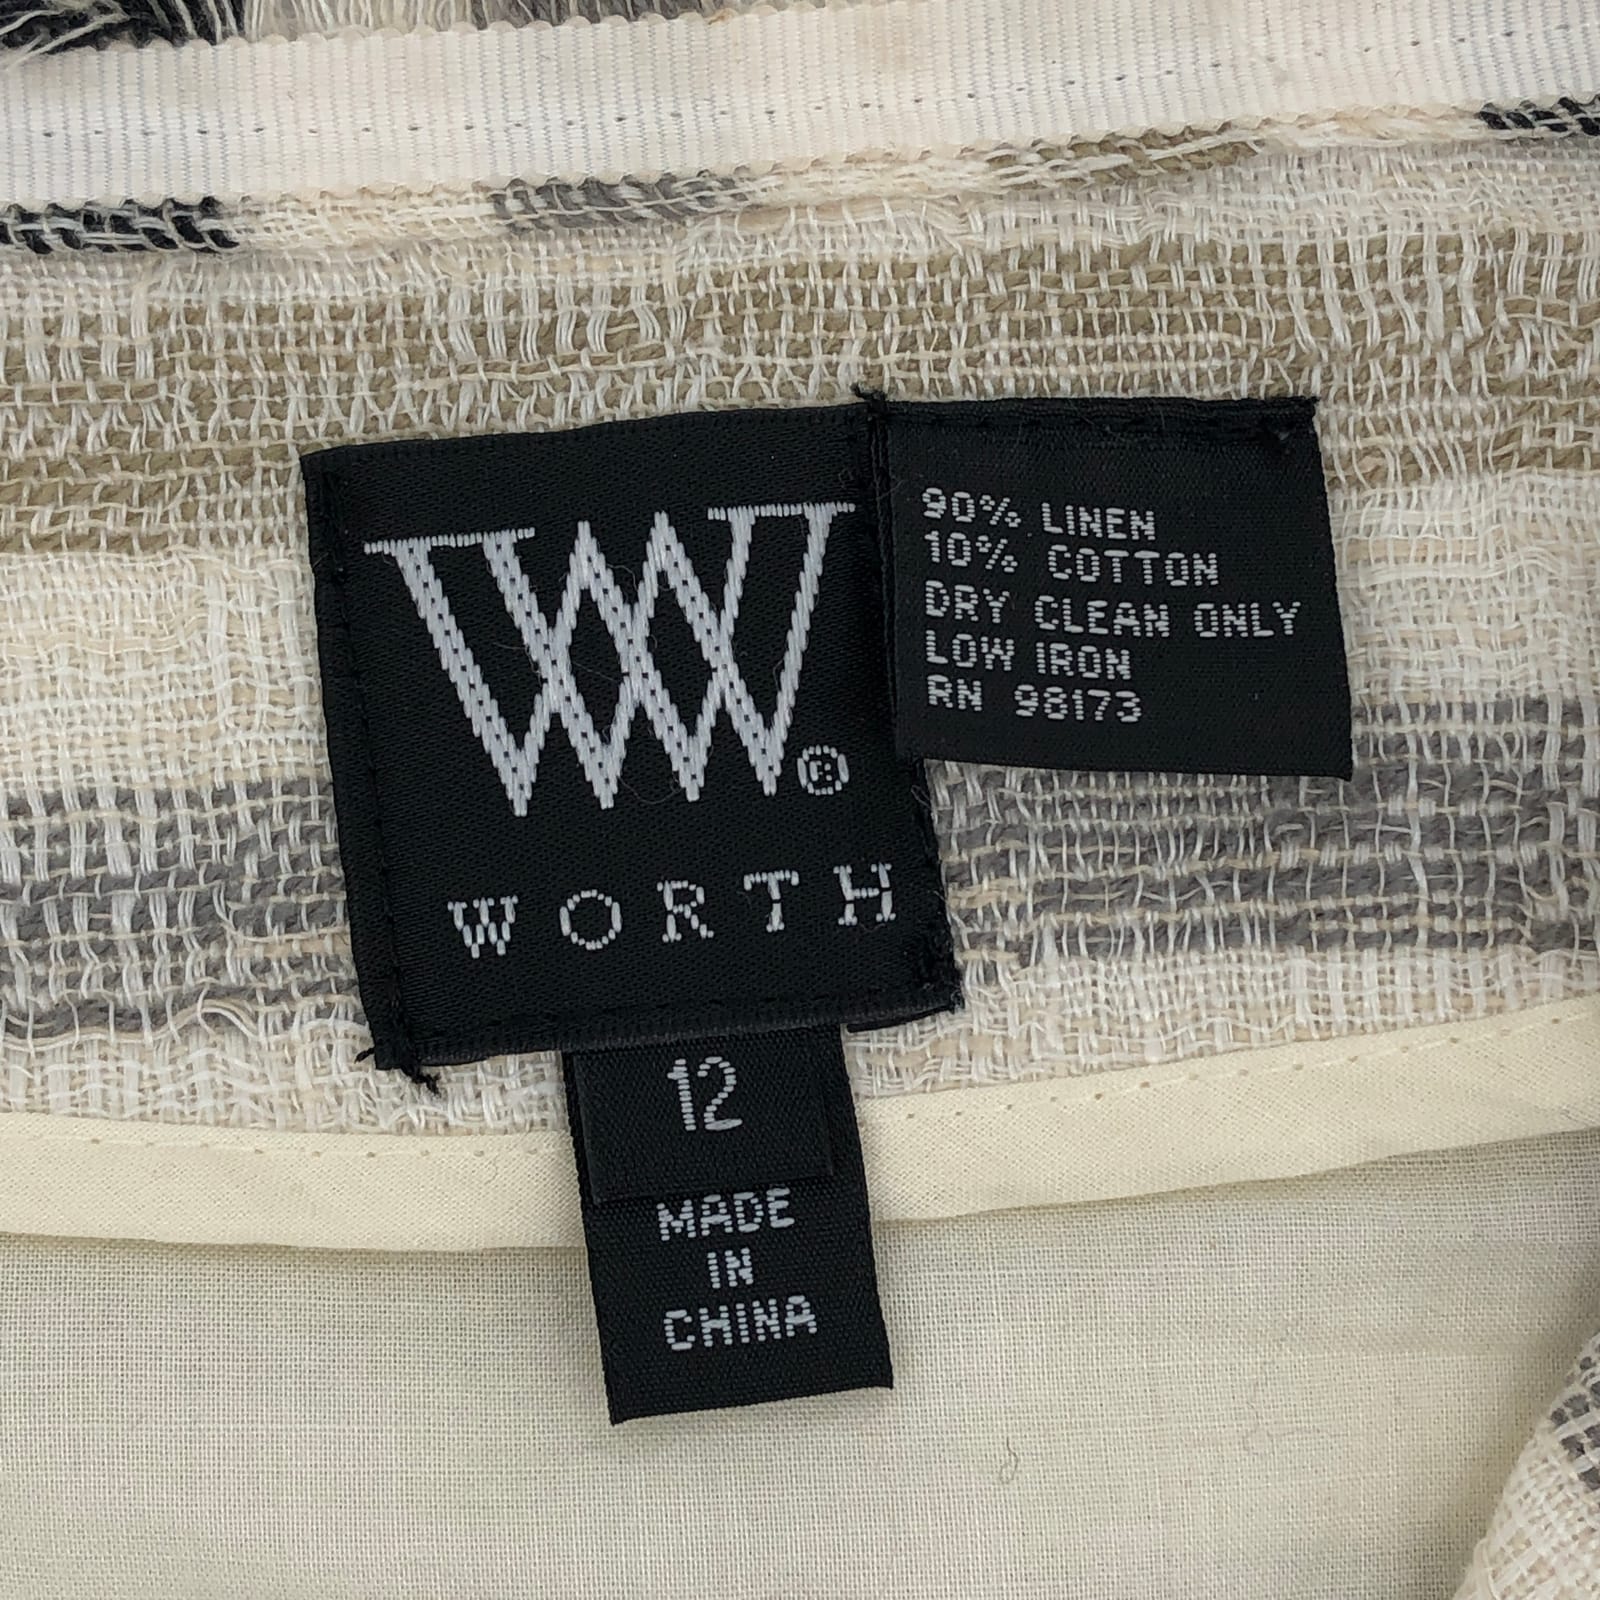 W®
WORTH
90% LINEN
10% COTTON
DRY CLEAN ONLY
LOW IRON
RN 98173
12
MADE
IN
CHINA